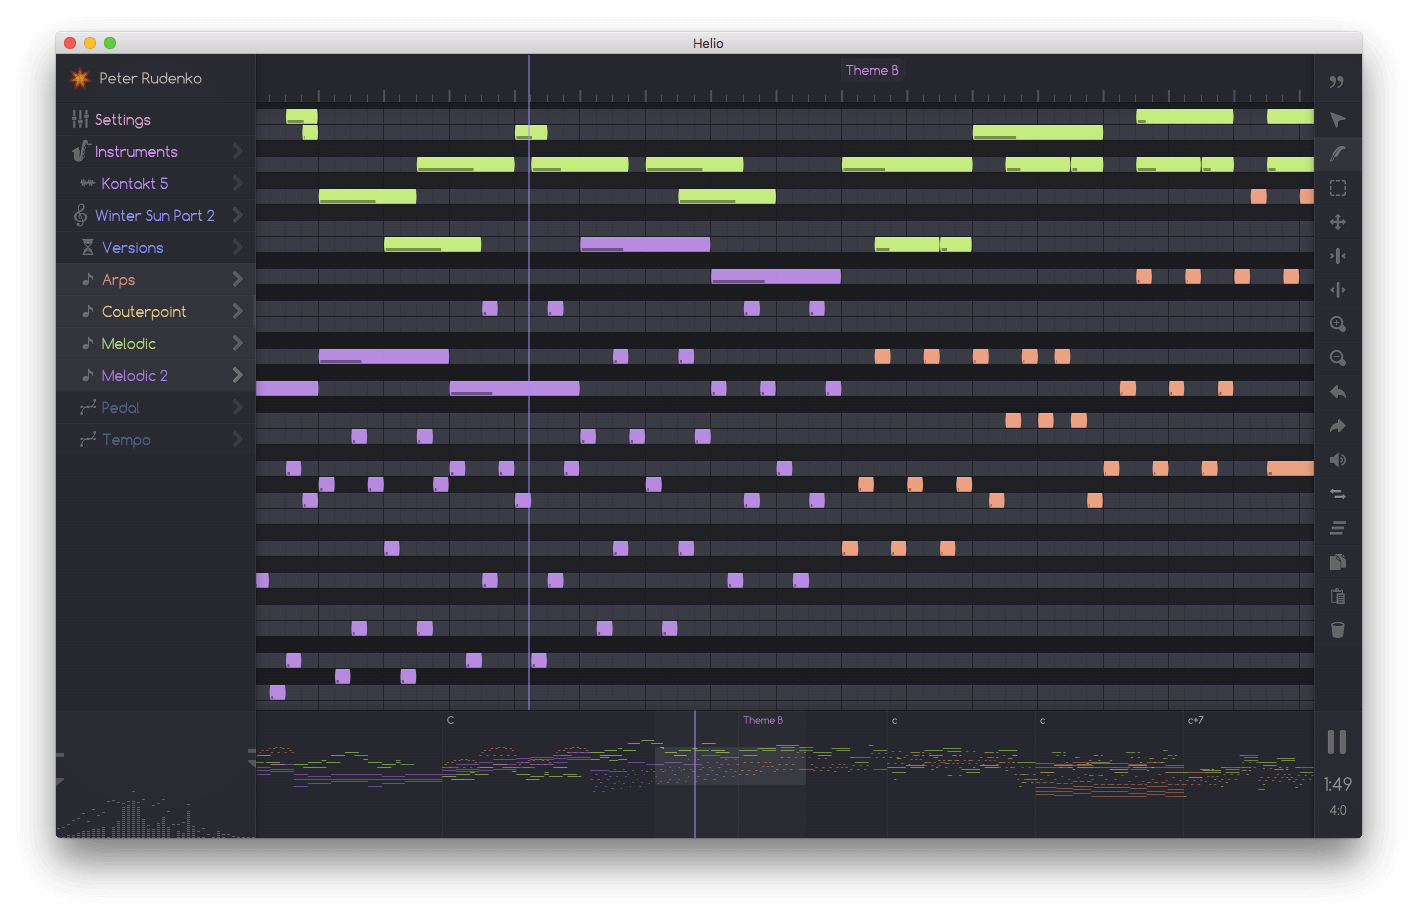 Helio
Peter Rudenko
Settings
Instruments
Kontakt 5
Winter Sun Part 2
Versions
Arps
Couterpoint
Melodic
Melodic 2
Pedal
Tempo
Theme B
C
Theme B
c
c
c+7
1:49
4:0